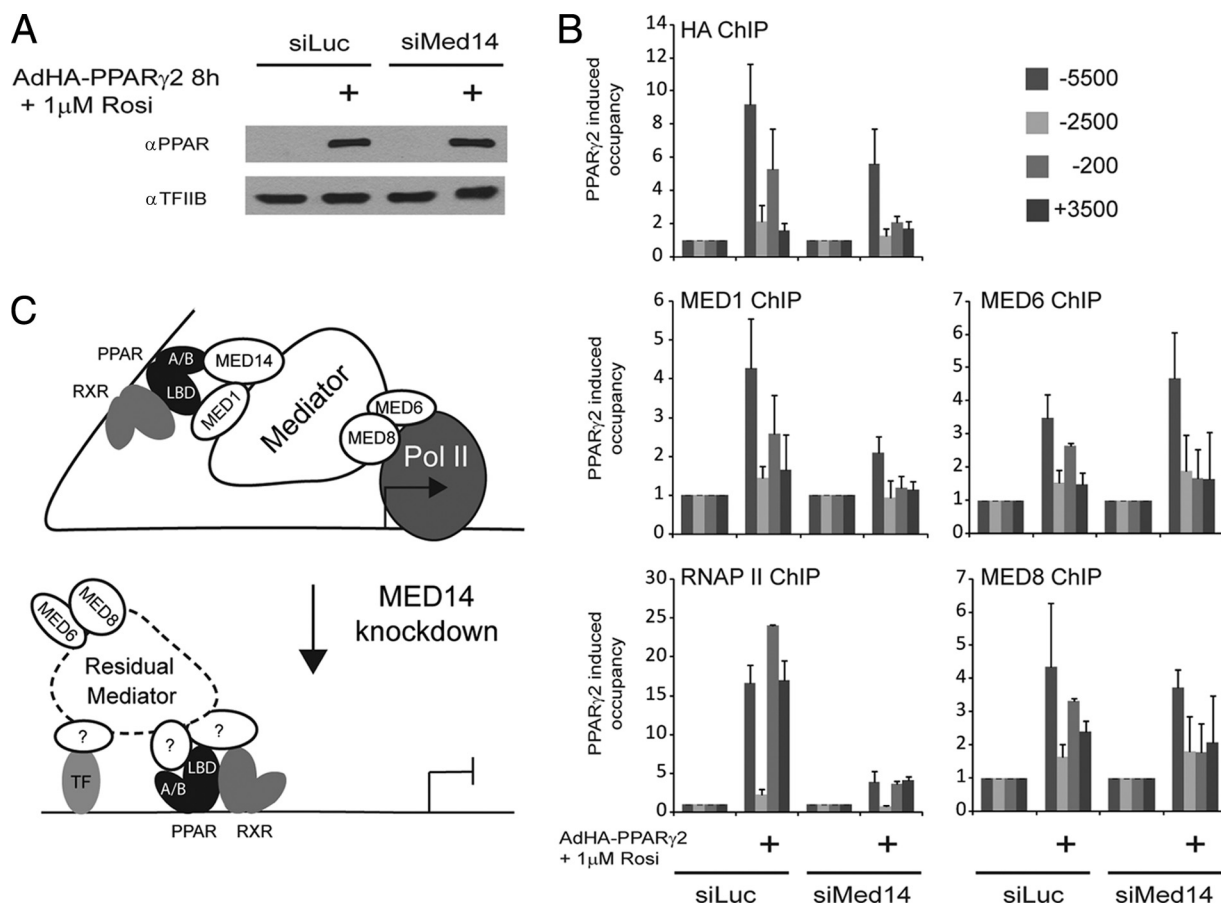 A
siLuc siMed14
AdHA-PPARγ2 8h
+ 1μM Rosi
+ +
αPPAR
αTFIIB
B
HA ChIP
PPARγ2 induced
occupancy
14
12
10
8
6
4
2
0
-5500
-2500
-200
+3500
MED1 ChIP
PPARγ2 induced
occupancy
6
5
4
3
2
1
0
MED6 ChIP
7
6
5
4
3
2
1
0
RNAP II ChIP
PPARγ2 induced
occupancy
30
25
20
15
10
5
0
MED8 ChIP
7
6
5
4
3
2
1
0
AdHA-PPARγ2
+ 1μM Rosi
+ + + +
siLuc siMed14 siLuc siMed14
C
PPAR
RXR
A/B
LBD
MED14
MED1
Mediator
MED6
MED8
Pol II
MED14
knockdown
MED6
MED8
Residual
Mediator
?
?
?
TF
A/B
LBD
PPAR RXR